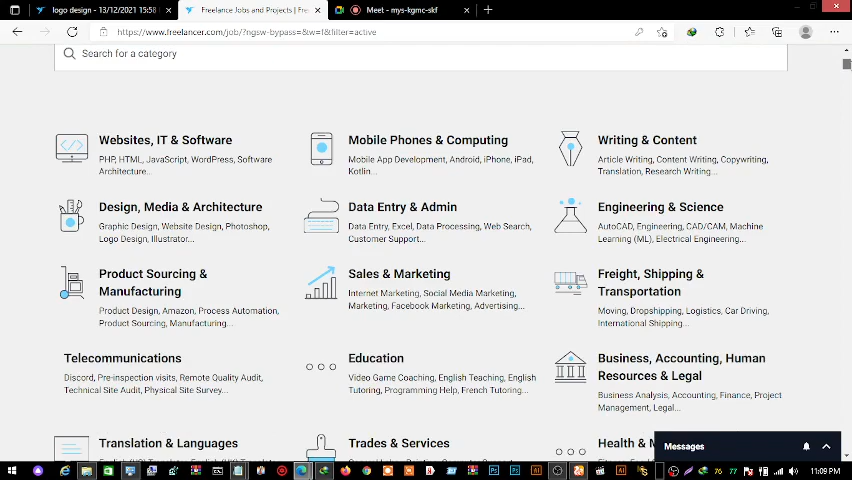 logo design - 13/12/2021 15:58
Freelance Jobs and Projects | Fre
Meet - mys-kgmc-skf
https://www.freelancer.com/job/?ngsw-bypass=&w=f&filter=active
Search for a category
Websites, IT & Software
PHP, HTML, JavaScript, WordPress, Software
Architecture...
Mobile Phones & Computing
Mobile App Development, Android, iPhone, iPad,
Kotlin...
Writing & Content
Article Writing, Content Writing, Copywriting,
Translation, Research Writing...
Design, Media & Architecture
Graphic Design, Website Design, Photoshop,
Logo Design, Illustrator...
Data Entry & Admin
Data Entry, Excel, Data Processing, Web Search,
Customer Support...
Engineering & Science
AutoCAD, Engineering, CAD/CAM, Machine
Learning (ML), Electrical Engineering...
Product Sourcing &
Manufacturing
Product Design, Amazon, Process Automation,
Product Sourcing, Manufacturing...
Sales & Marketing
Internet Marketing, Social Media Marketing,
Marketing, Facebook Marketing, Advertising...
Freight, Shipping &
Transportation
Moving, Dropshipping, Logistics, Car Driving,
International Shipping...
Telecommunications
Discord, Pre-inspection visits, Remote Quality Audit,
Technical Site Audit, Physical Site Survey...
Education
Video Game Coaching, English Teaching, English
Tutoring, Programming Help, French Tutoring...
Business, Accounting, Human
Resources & Legal
Business Analysis, Accounting, Finance, Project
Management, Legal...
Translation & Languages
Trades & Services
Health & M
Messages
76 77
11:09 PM